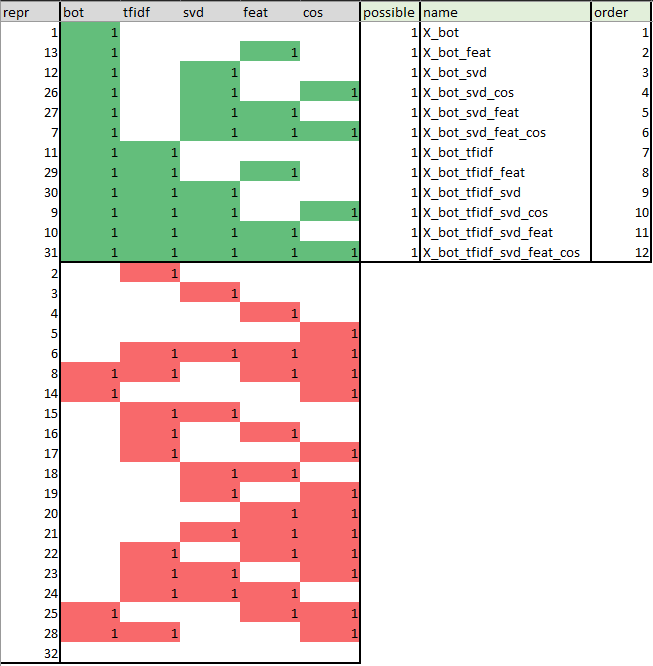 repr bot tfidf svd feat cos possible name order
1 1 1 X_bot 1
13 1 1 1 X_bot_feat 2
12 1 1 1 X_bot_svd 3
26 1 1 1 1 X_bot_svd_cos 4
27 1 1 1 1 X_bot_svd_feat 5
7 1 1 1 1 1 X_bot_svd_feat_cos 6
11 1 1 1 X_bot_tfidf 7
29 1 1 1 1 X_bot_tfidf_feat 8
30 1 1 1 1 X_bot_tfidf_svd 9
9 1 1 1 1 1 X_bot_tfidf_svd_cos 10
10 1 1 1 1 1 X_bot_tfidf_svd_feat 11
31 1 1 1 1 1 1 X_bot_tfidf_svd_feat_cos 12
2 1
3 1
4 1
5 1
6 1 1 1 1
8 1 1 1 1
14 1 1
15 1 1
16 1 1
17 1 1
18 1 1
19 1 1
20 1 1
21 1 1 1
22 1 1 1
23 1 1 1
24 1 1 1
25 1 1 1
28 1 1 1
32